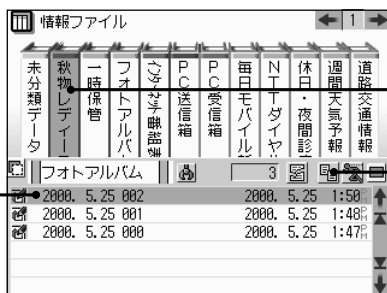 情報ファイル 1
未分類データ
秋物レディー
一時保管
フォトアルバ
PC送信箱
PC受信箱
毎日モバイル
NTTダイヤ
休日・夜間診
週間天気予報
道路交通情報
フォトアルバム 3
2000. 5.25 002 2000. 5.25 1:50
2000. 5.25 001 2000. 5.25 1:48PM
2000. 5.25 000 2000. 5.25 1:47PM